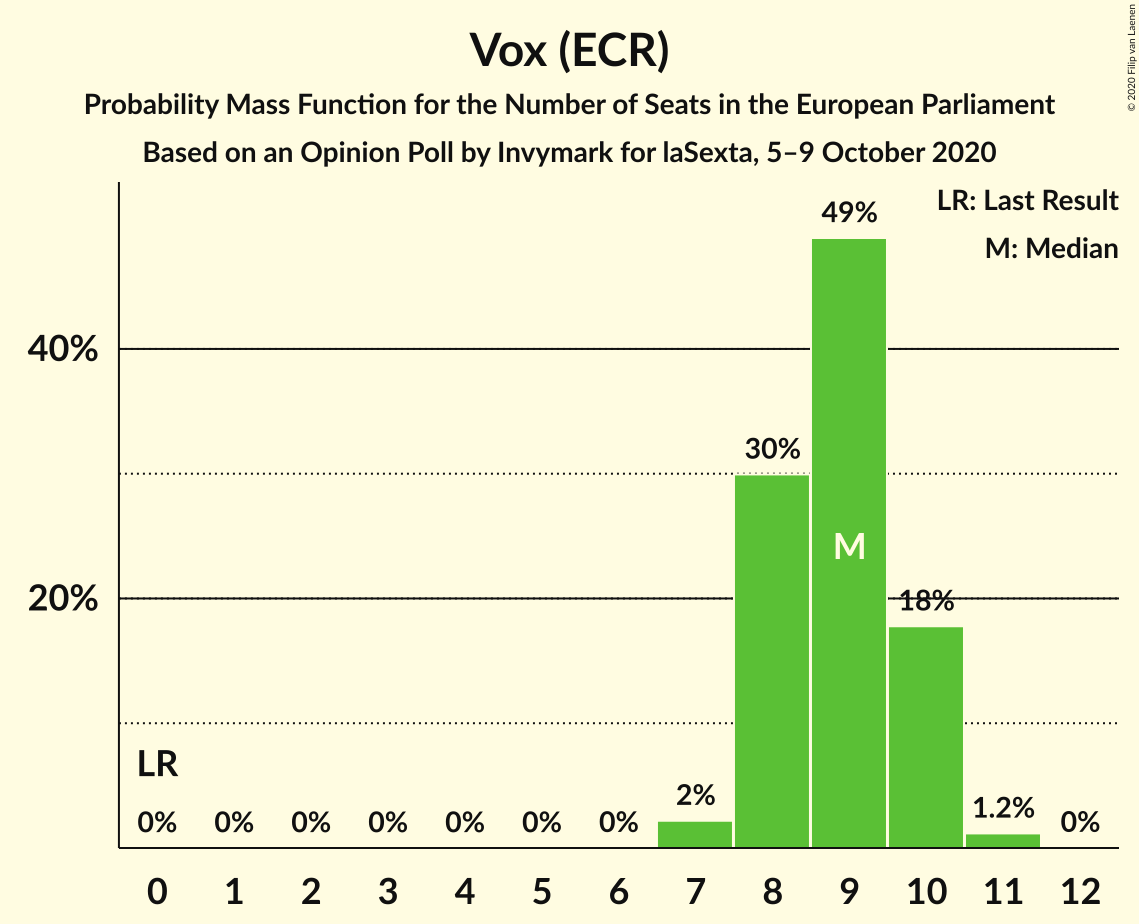 © 2020 Filip van Laenen
Vox (ECR)
Probability Mass Function for the Number of Seats in the European Parliament
Based on an Opinion Poll by Invymark for laSexta, 5–9 October 2020
LR: Last Result
M: Median
49%
40%
30%
M
20%
18%
LR
2%
1.2%
0% 0% 0% 0% 0% 0% 0% 0%
0 1 2 3 4 5 6 7 8 9 10 11 12